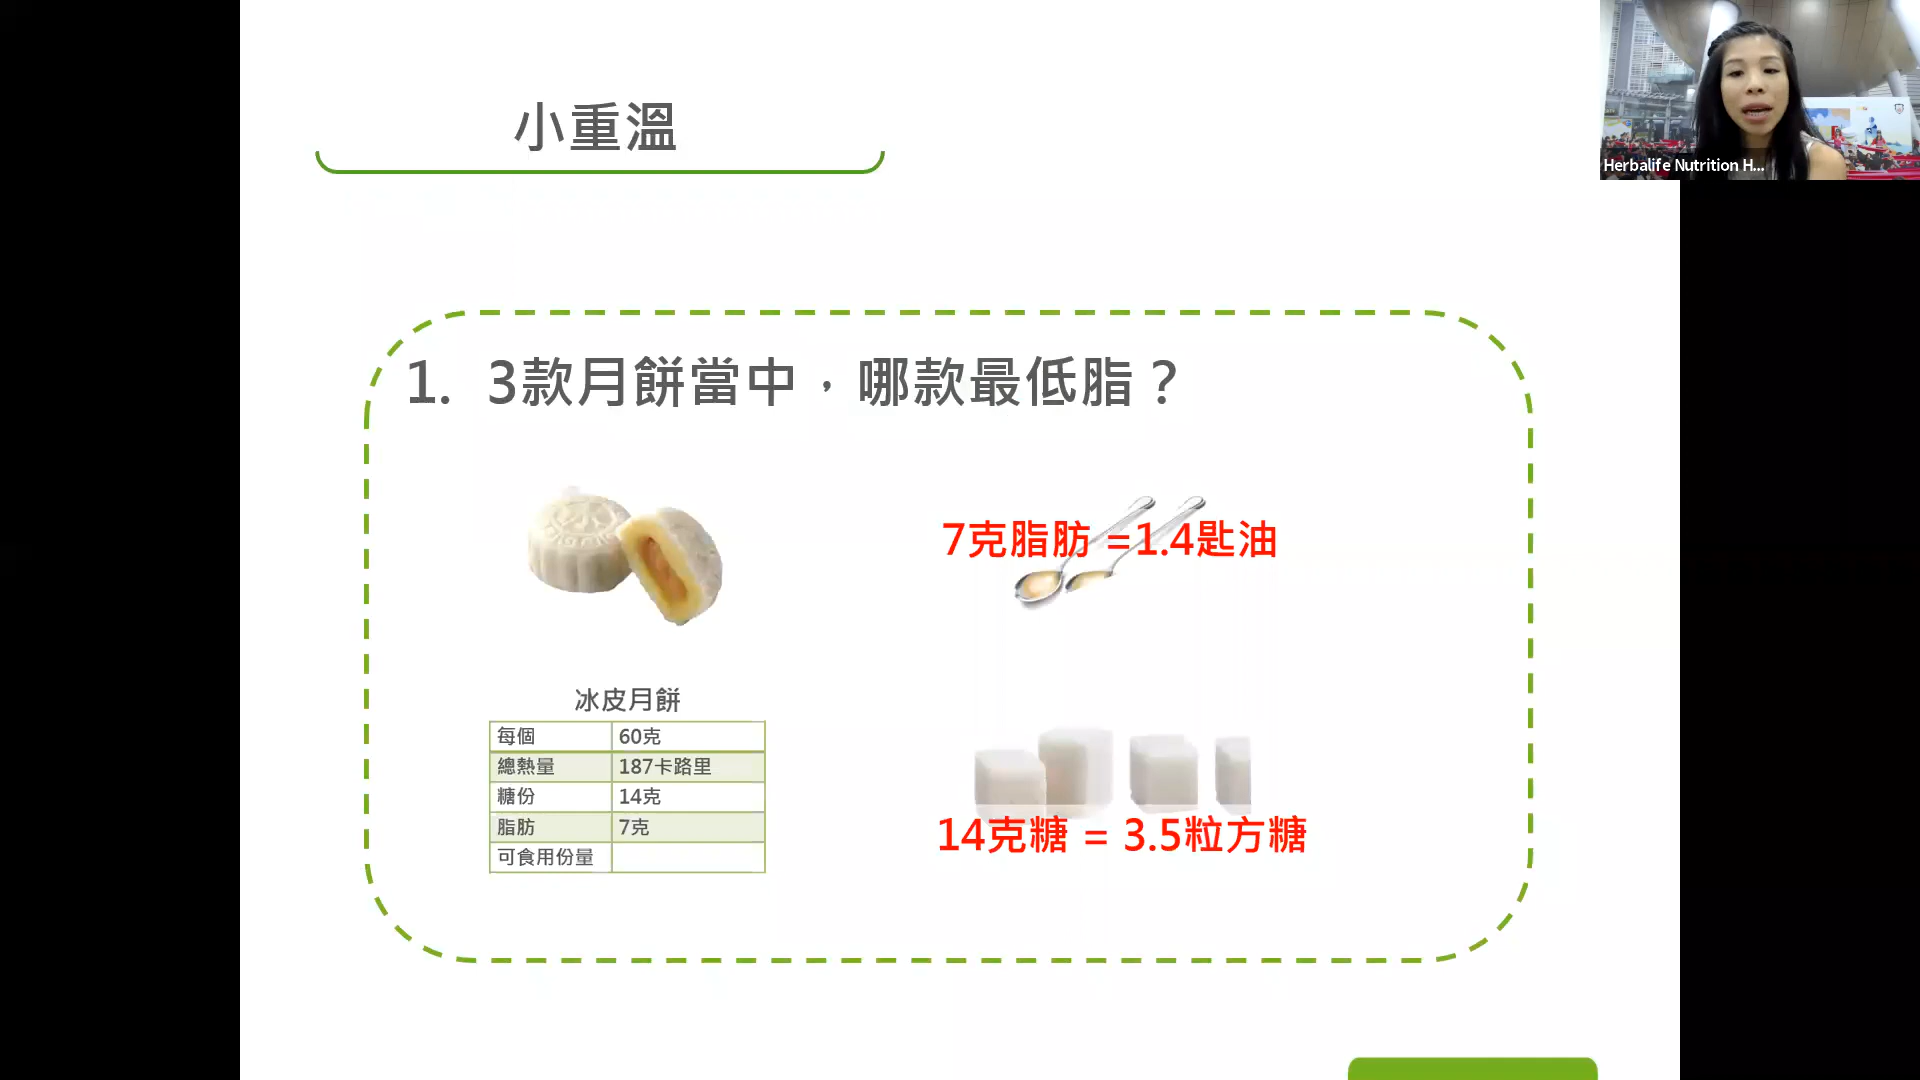 小重溫
Herbalife Nutrition H...
1. 3款月餅當中，哪款最低脂？
7克脂肪 =1.4匙油
冰皮月餅
每個 60克
總熱量 187卡路里
糖份 14克
脂肪 7克
可食用份量
14克糖 = 3.5粒方糖